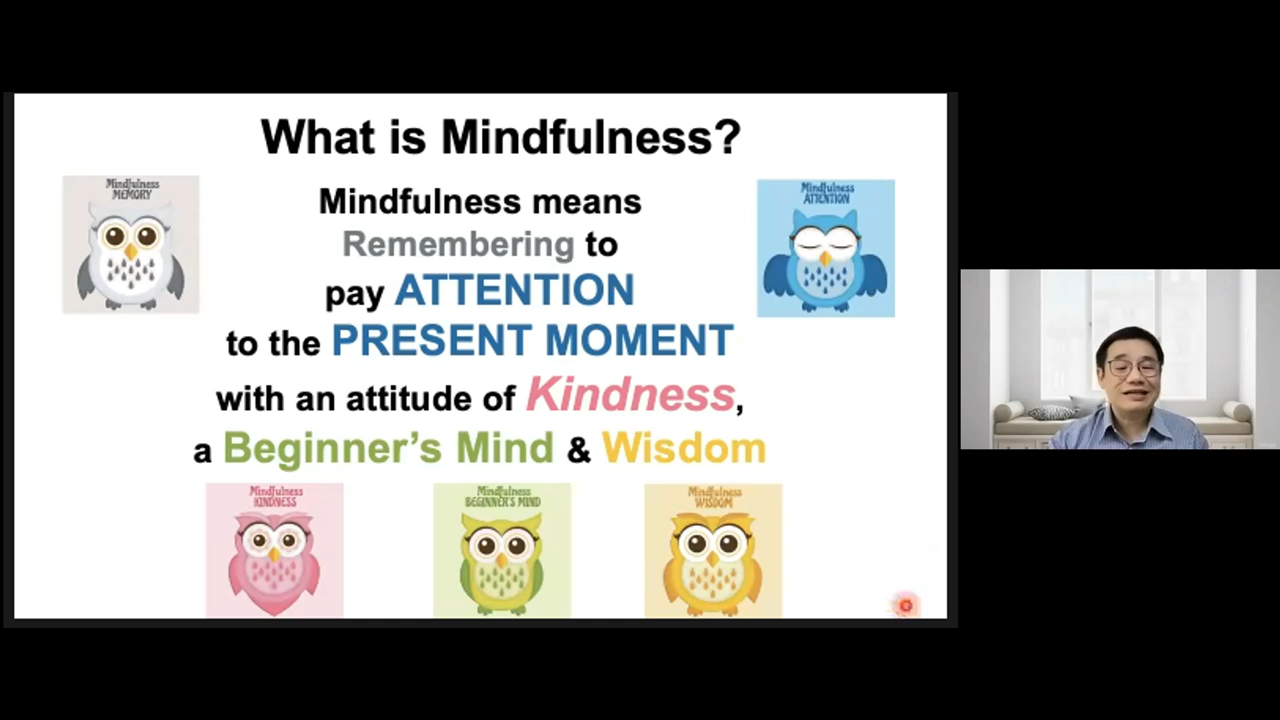 What is Mindfulness?
Mindfulness
MEMORY
Mindfulness means
Remembering to
pay ATTENTION
to the PRESENT MOMENT
with an attitude of Kindness,
a Beginner’s Mind & Wisdom
Mindfulness
ATTENTION
Mindfulness
KINDNESS
Mindfulness
BEGINNER'S MIND
Mindfulness
WISDOM